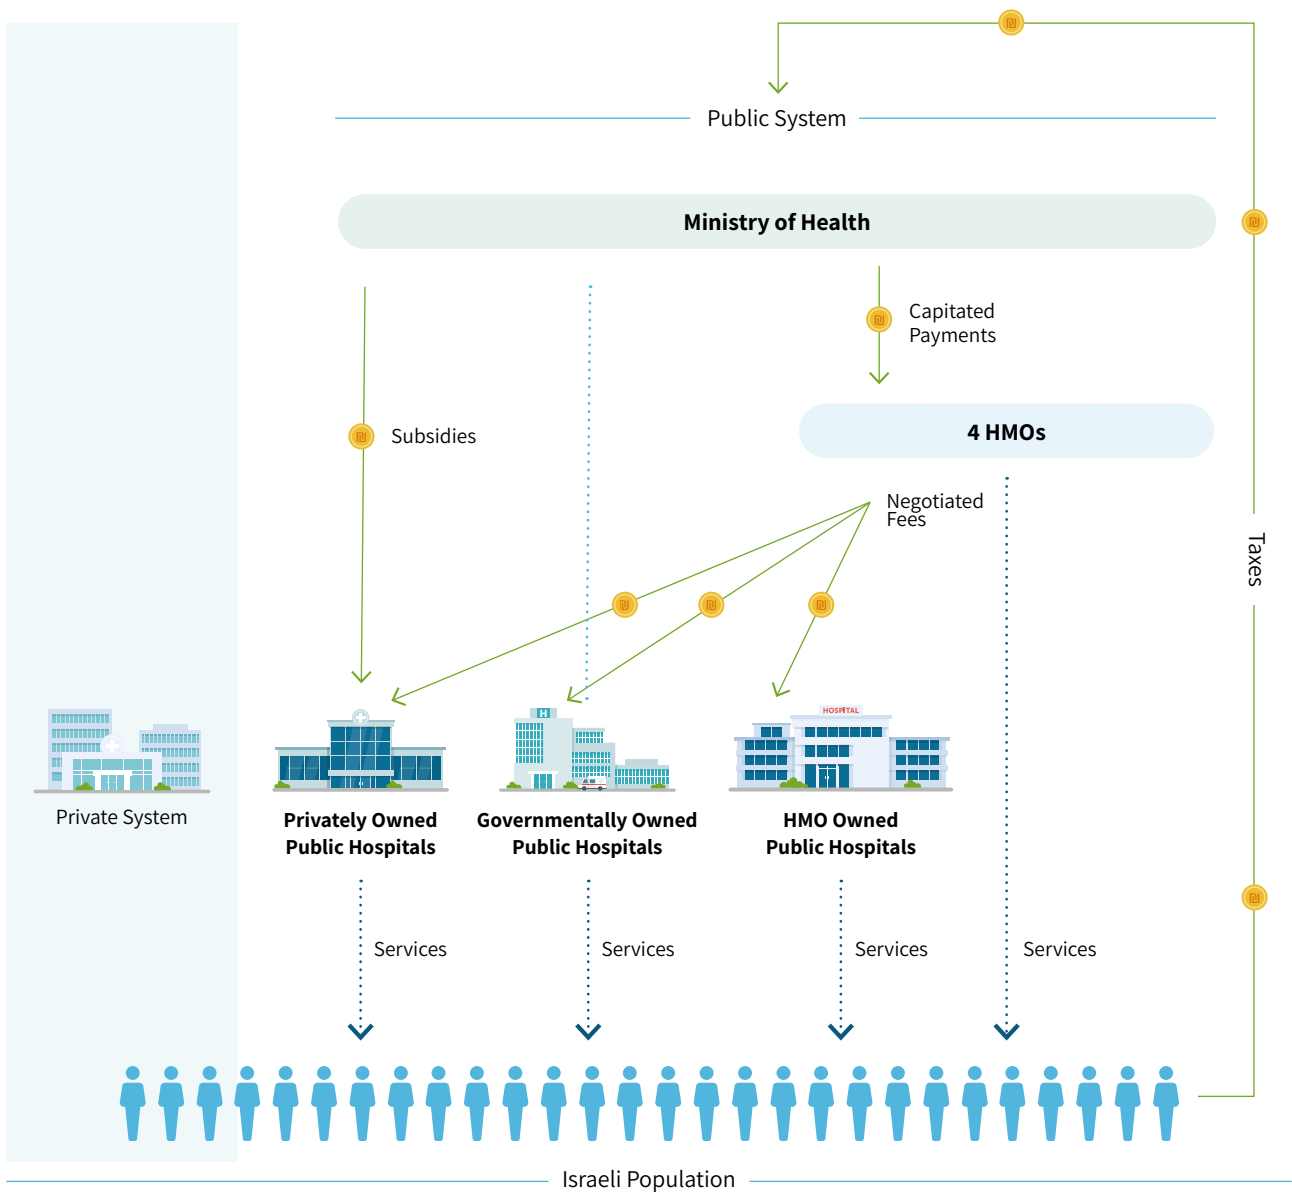 Public System
Ministry of Health
Capitated
Payments
4 HMOs
Subsidies
Negotiated
Fees
Taxes
H
HOSPITAL
Private System
Privately Owned
Public Hospitals
Governmentally Owned
Public Hospitals
HMO Owned
Public Hospitals
Services
Services
Services
Services
Israeli Population